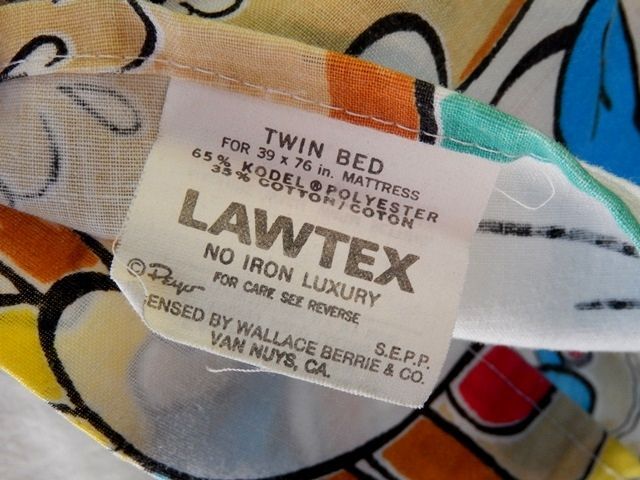 TWIN BED
FOR 39 x 76 in. MATTRESS
65% KODEL ® POLYESTER
35% COTTON/COTON
LAWTEX
NO IRON LUXURY
FOR CARE SEE REVERSE
©
S.E.P.P.
ENSED BY WALLACE BERRIE & CO.
VAN NUYS, CA.